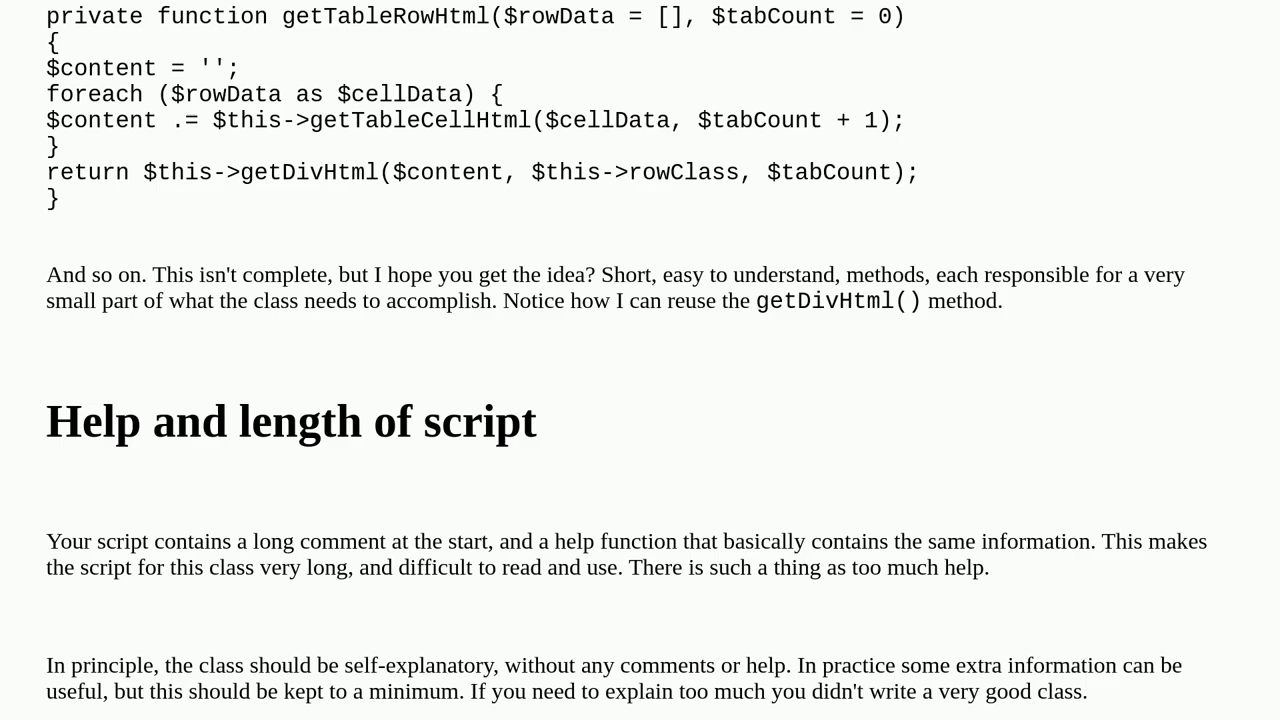 private function getTableRowHtml($rowData = [], $tabCount = 0)
{
$content = '';
foreach ($rowData as $cellData) {
$content .= $this->getTableCellHtml($cellData, $tabCount + 1);
}
return $this->getDivHtml($content, $this->rowClass, $tabCount);
}
And so on. This isn't complete, but I hope you get the idea? Short, easy to understand, methods, each responsible for a very
small part of what the class needs to accomplish. Notice how I can reuse the getDivHtml() method.
Help and length of script
Your script contains a long comment at the start, and a help function that basically contains the same information. This makes
the script for this class very long, and difficult to read and use. There is such a thing as too much help.
In principle, the class should be self-explanatory, without any comments or help. In practice some extra information can be
useful, but this should be kept to a minimum. If you need to explain too much you didn't write a very good class.